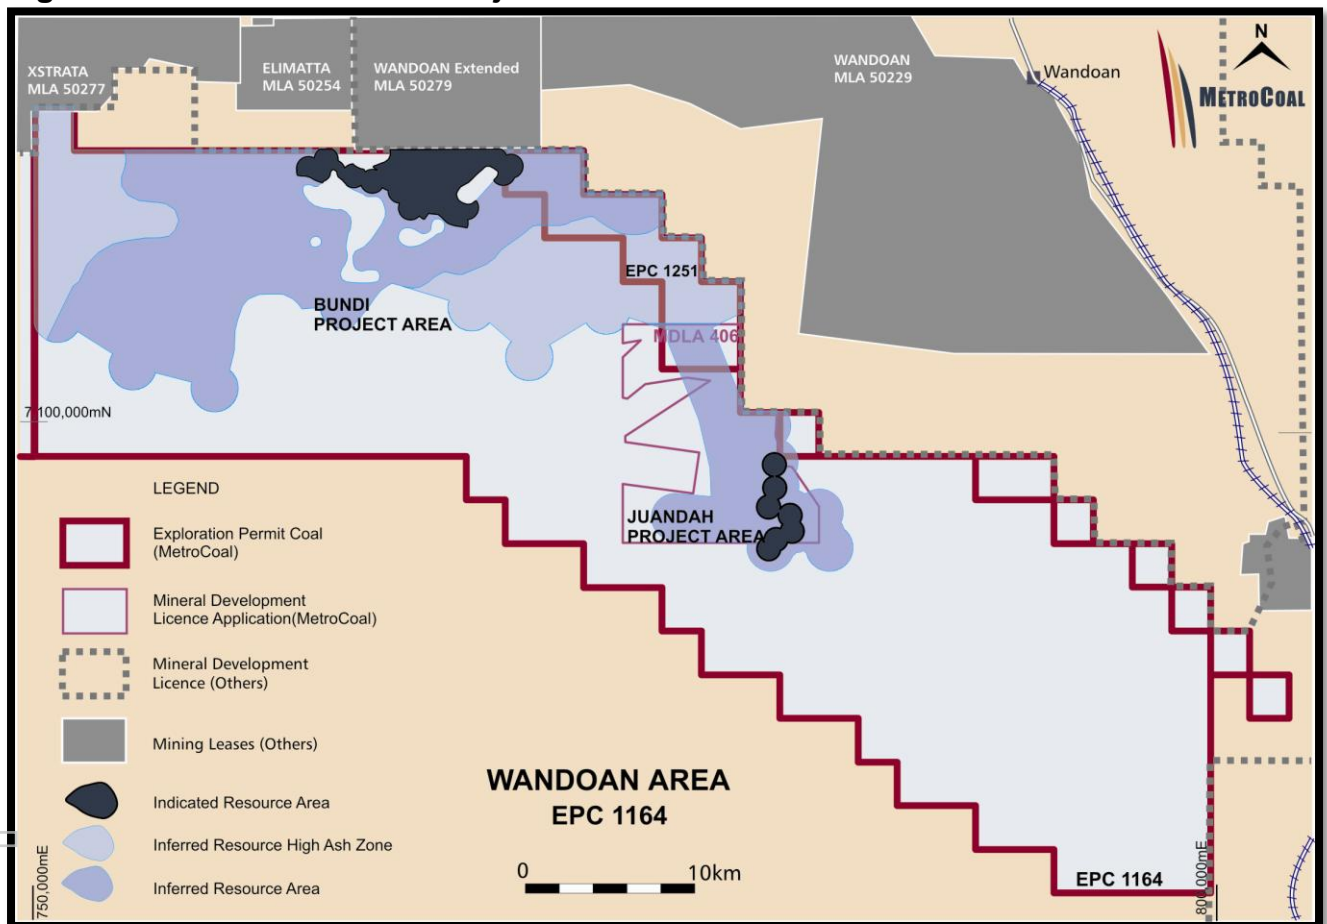 XSTRATA
MLA 50277
ELIMATTA
MLA 50254
WANDOAN Extended
MLA 50279
WANDOAN
MLA 50229
Wandoan
N
METROCOAL
EPC 1251
BUNDI
PROJECT AREA
MDLA 406
7,100,000mN
JUANDAH
PROJECT AREA
LEGEND
Exploration Permit Coal
(MetroCoal)
Mineral Development
Licence Application(MetroCoal)
Mineral Development
Licence (Others)
Mining Leases (Others)
Indicated Resource Area
Inferred Resource High Ash Zone
Inferred Resource Area
WANDOAN AREA
EPC 1164
0 10km
EPC 1164
750,000mE
800,000mE